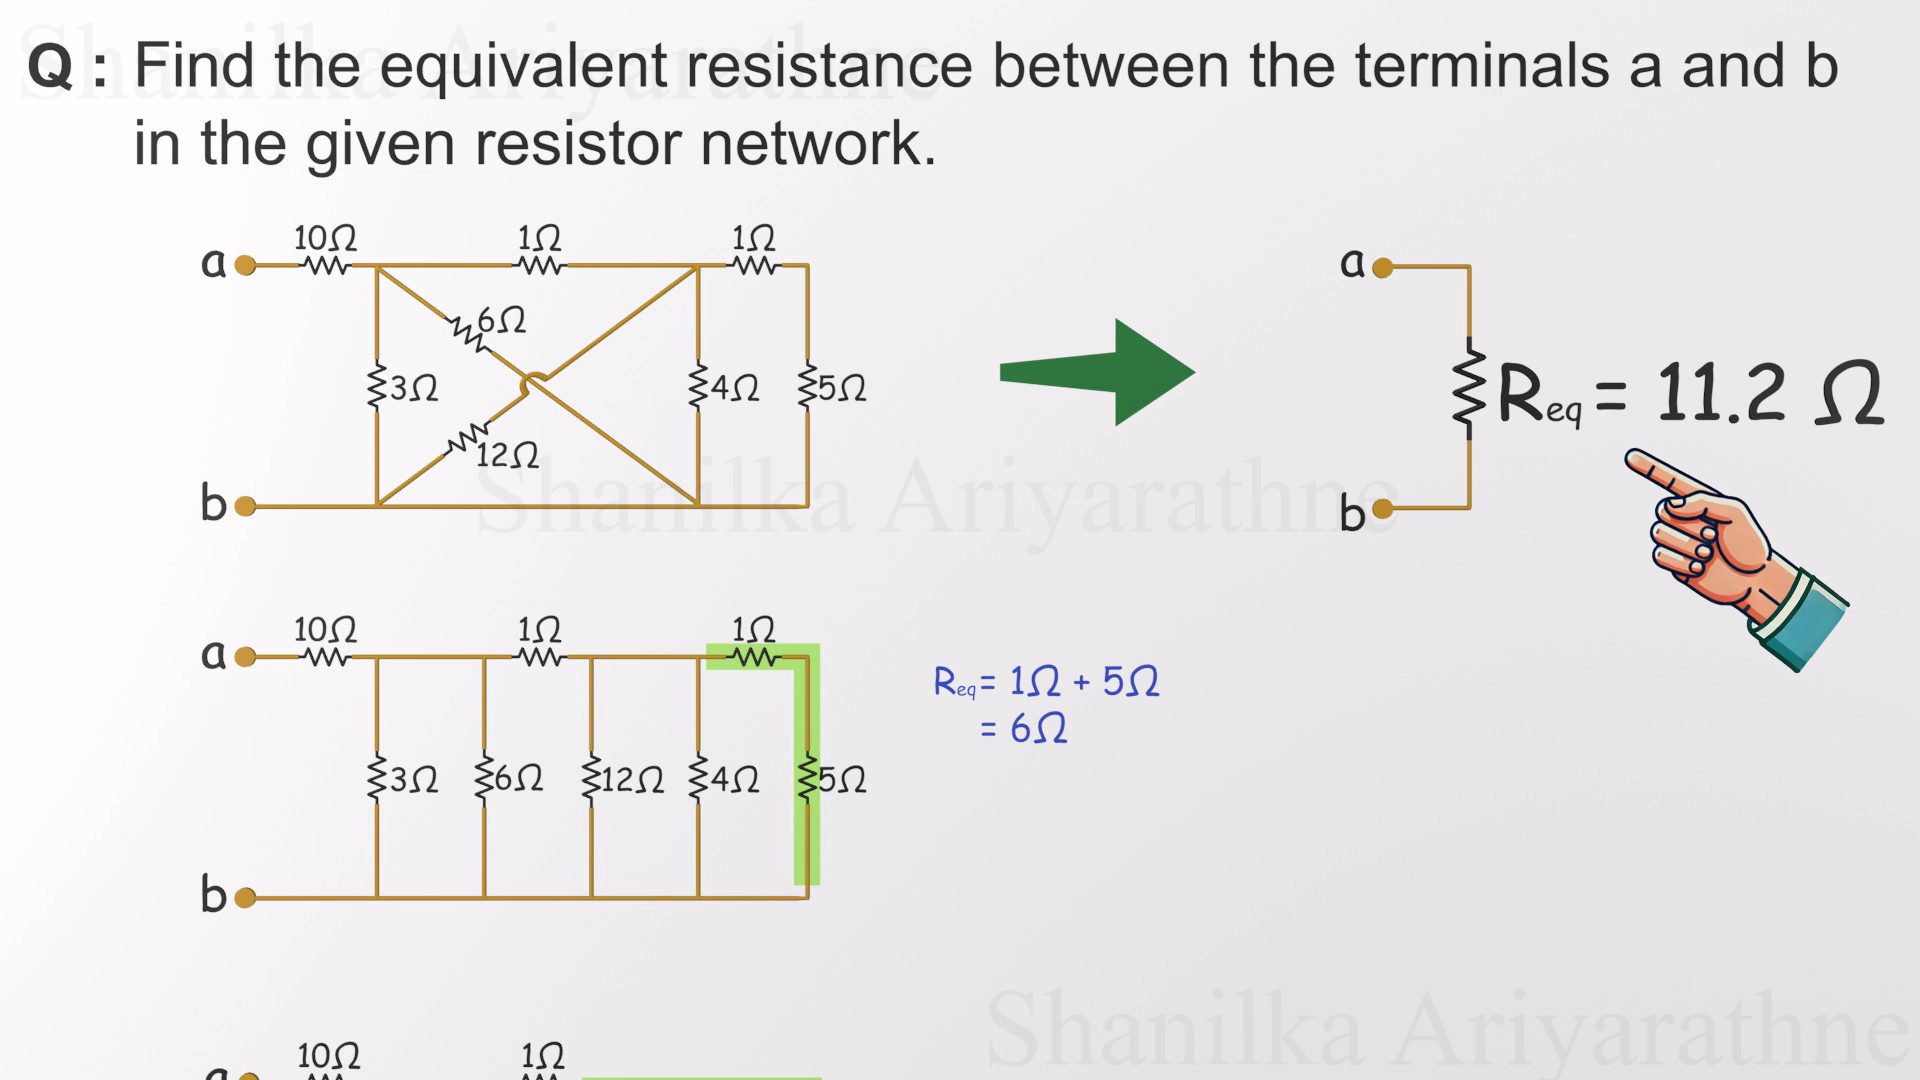 Shanilka Ariyarathne
Q : Find the equivalent resistance between the terminals a and b
in the given resistor network.
10Ω 1Ω 1Ω
a
6Ω
3Ω 4Ω 5Ω
12Ω
b
a
Req = 11.2 Ω
b
Shanilka Ariyarathne
10Ω 1Ω 1Ω
a
3Ω 6Ω 12Ω 4Ω 5Ω
b
Req = 1Ω + 5Ω
= 6Ω
Shanilka Ariyarathne
10Ω 1Ω
a